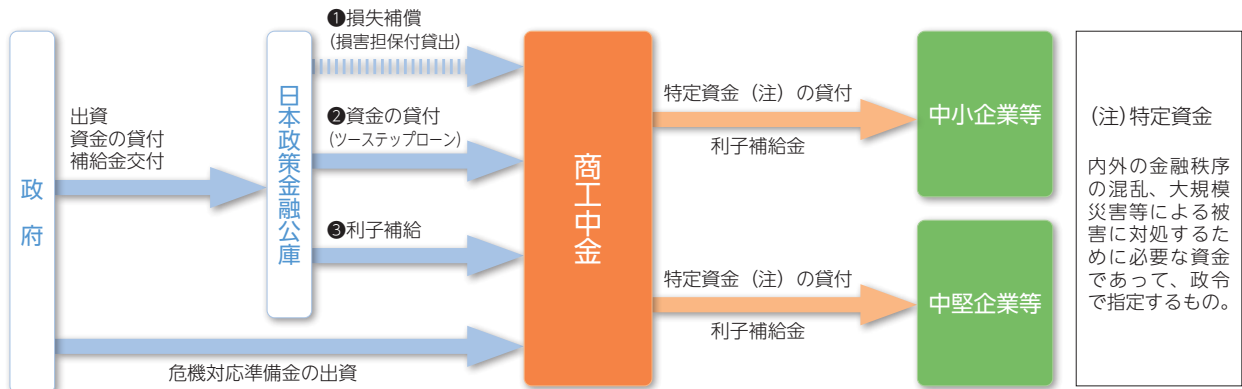 政府
出資
資金の貸付
補給金交付
日本政策金融公庫
❶損失補償
(損害担保付貸出)
❷資金の貸付
(ツーステップローン)
❸利子補給
危機対応準備金の出資
商工中金
特定資金（注）の貸付
利子補給金
中小企業等
特定資金（注）の貸付
利子補給金
中堅企業等
(注)特定資金
内外の金融秩序
の混乱、大規模
災害等による被
害に対処するた
めに必要な資金
であって、政令
で指定するもの。